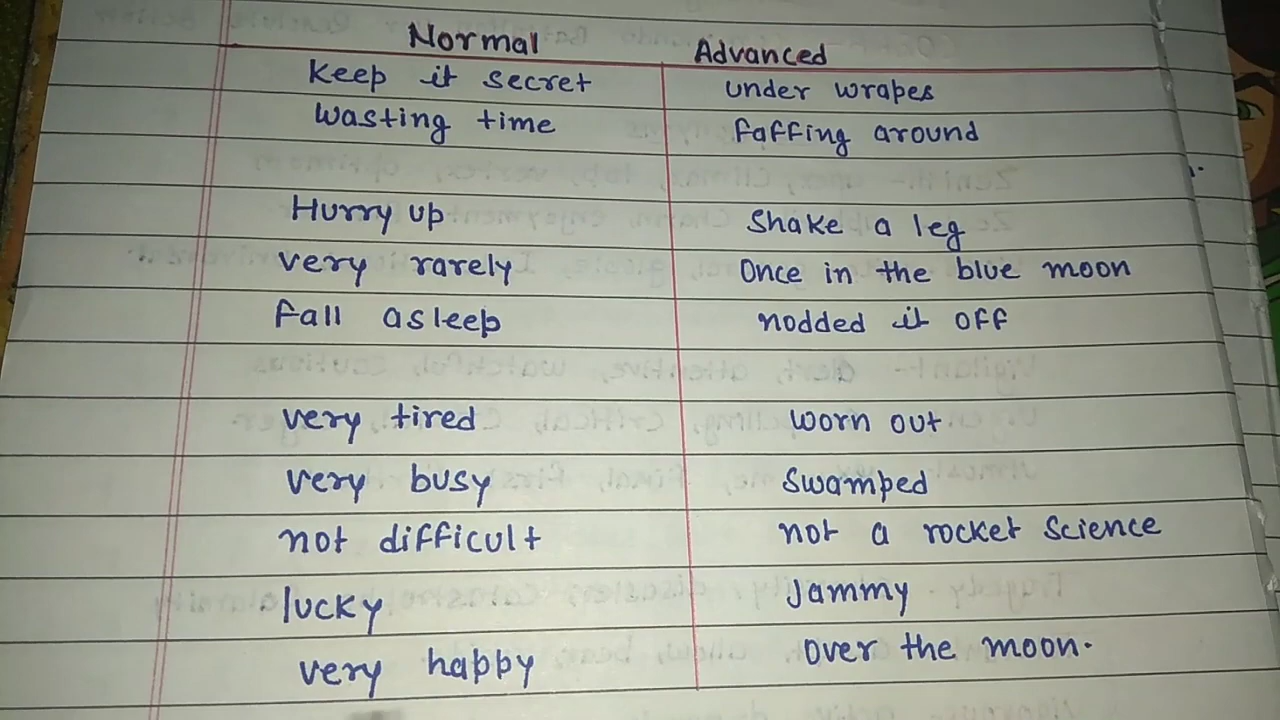 Normal Advanced
Keep it secret under wrapes
Wasting time faffing around
Hurry up Shake a leg
very rarely Once in the blue moon
fall asleep nodded it off
very tired worn out
very busy Swamped
not difficult not a rocket Science
lucky Jammy
very happy over the moon.